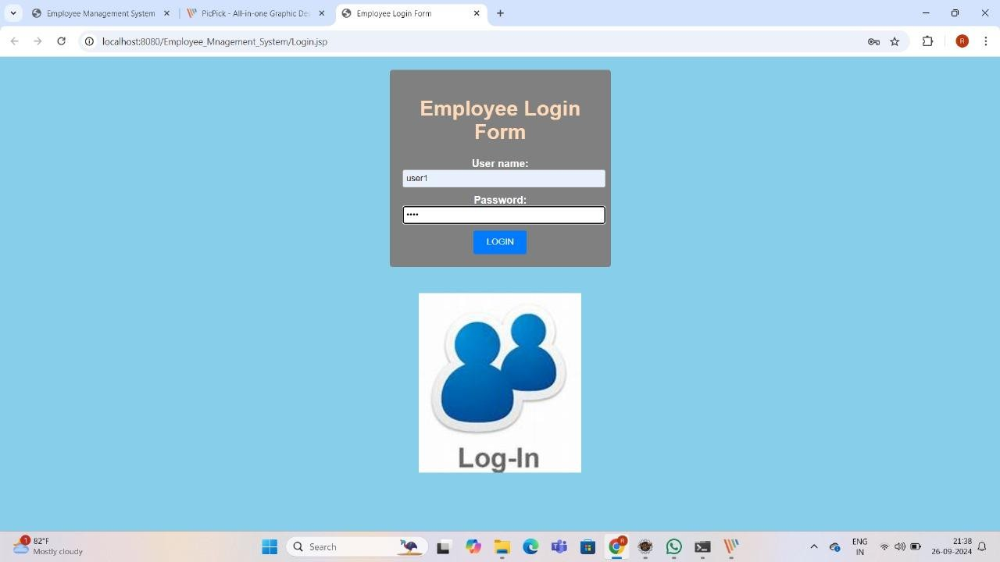 Employee Management System
PicPick - All-in-one Graphic De
Employee Login Form
localhost:8080/Employee_Mnagement_System/Login.jsp
R
Employee Login
Form
User name:
user1
Password:
••••
LOGIN
Log-In
1
82°F
Mostly cloudy
Search
R
ENG
IN
21:38
26-09-2024